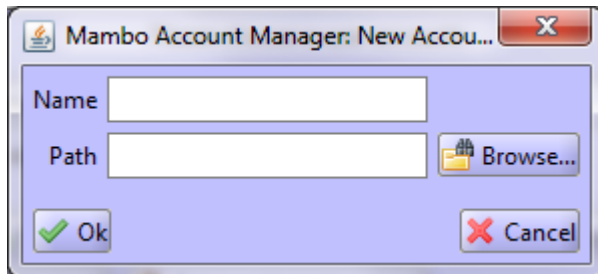 Mambo Account Manager: New Accou...
Name
Path Browse...
Ok Cancel